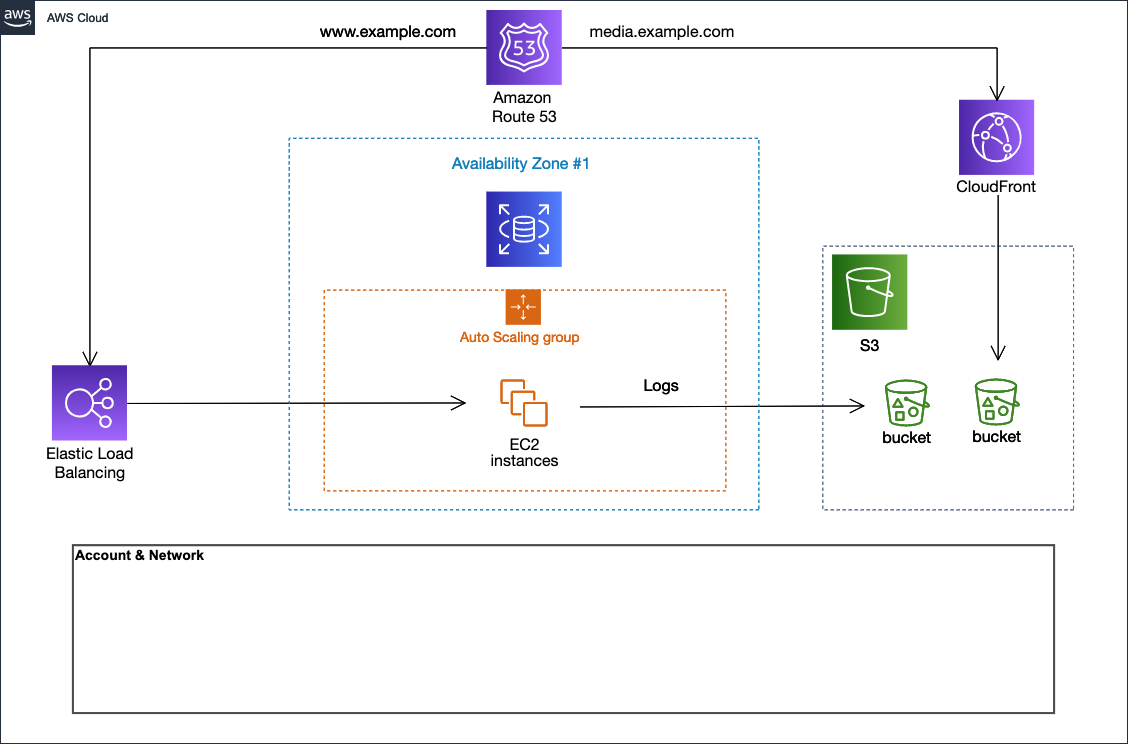 aws
AWS Cloud
www.example.com
media.example.com
53
Amazon
Route 53
Availability Zone #1
CloudFront
Auto Scaling group
S3
Logs
Elastic Load
Balancing
EC2
instances
bucket
bucket
Account & Network